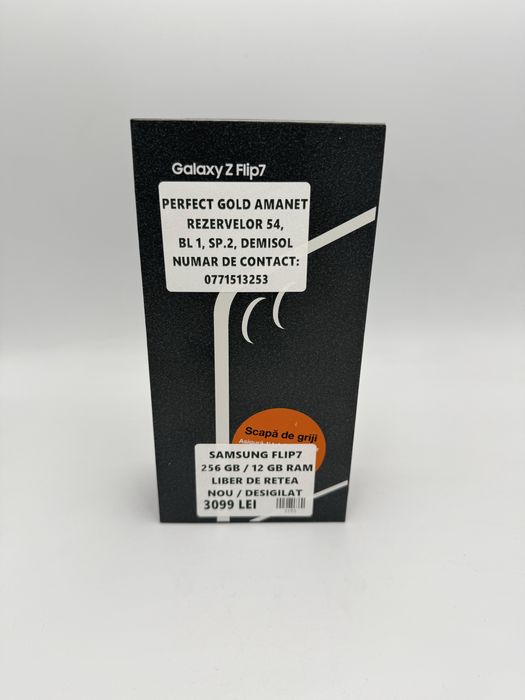 Galaxy Z Flip7
PERFECT GOLD AMANET
REZERVELOR 54,
BL 1, SP.2, DEMISOL
NUMAR DE CONTACT:
0771513253
Scapă de griji
SAMSUNG FLIP7
256 GB / 12 GB RAM
LIBER DE RETEA
NOU / DESIGILAT
3099 LEI